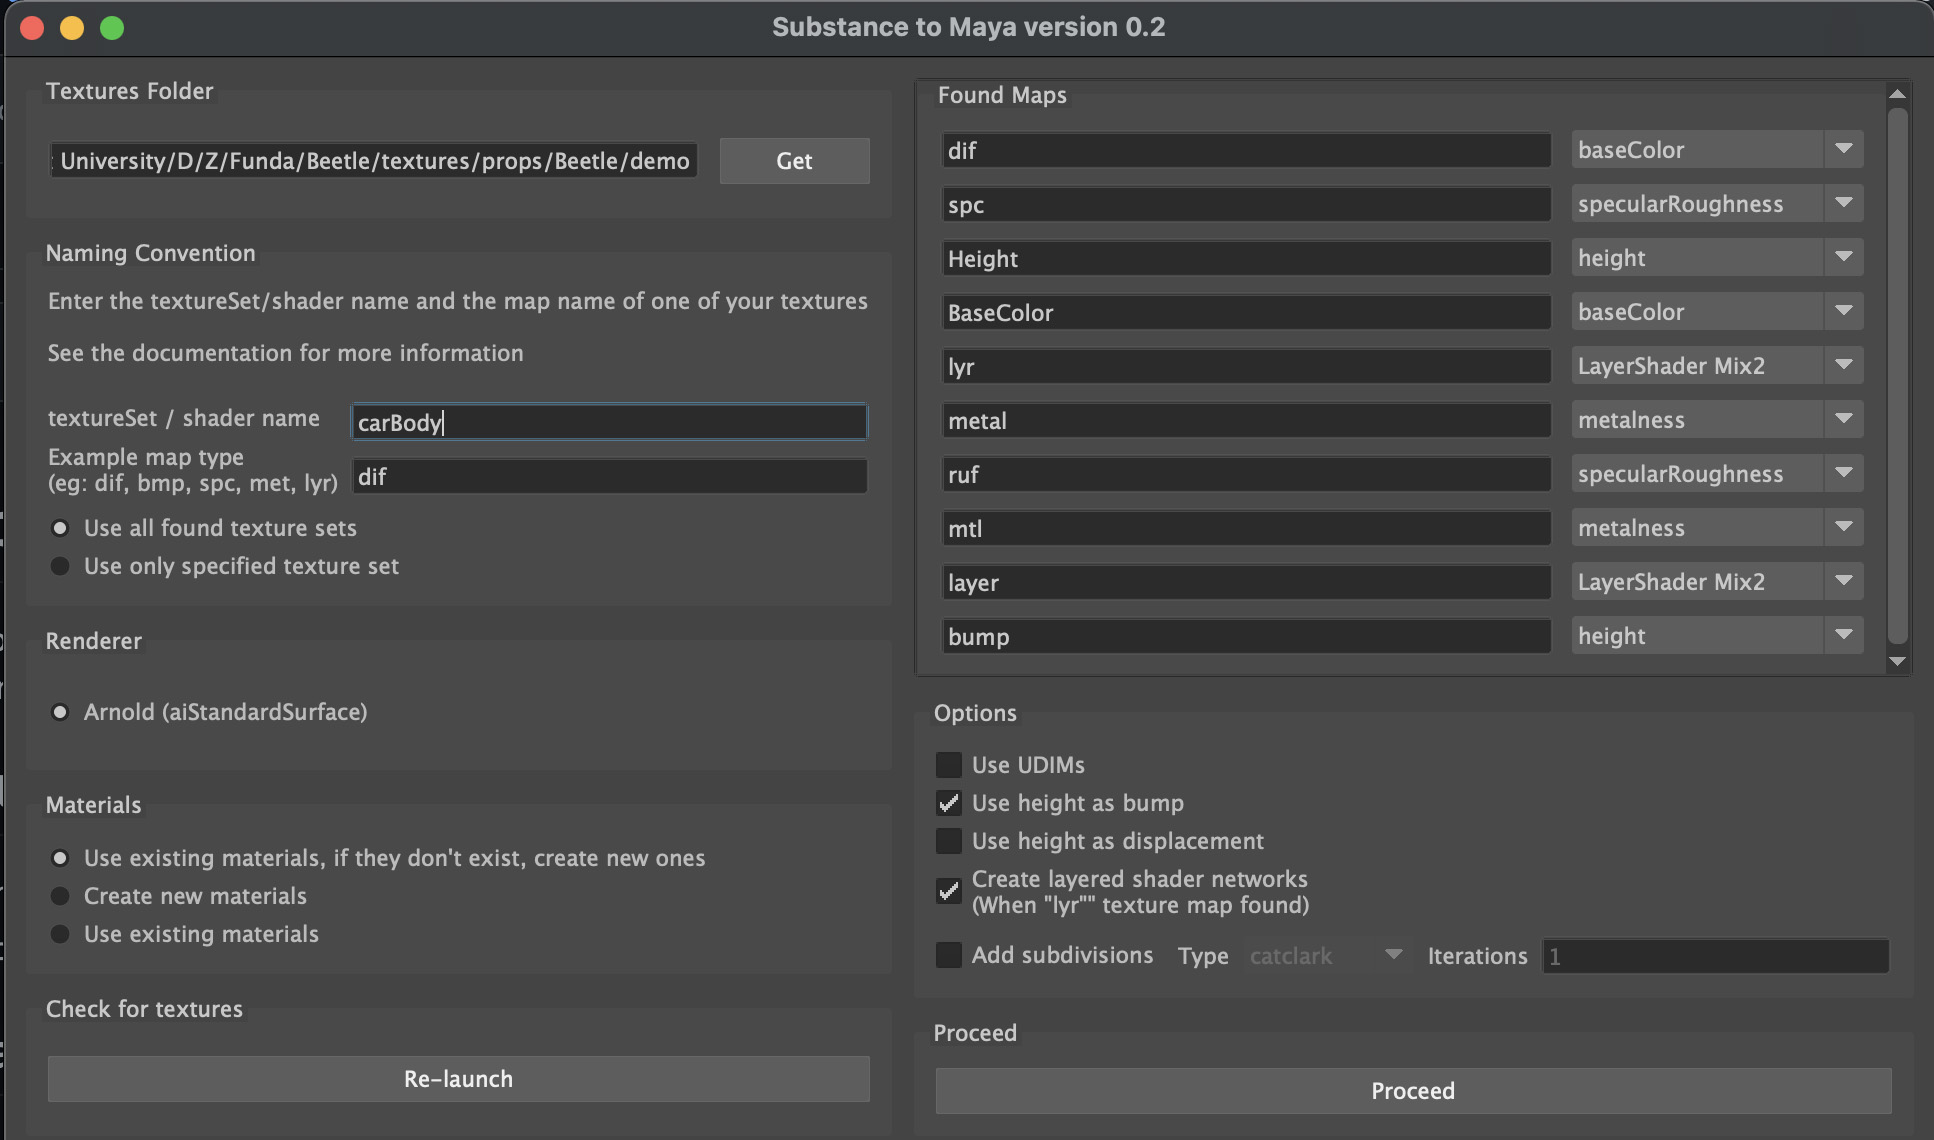 Substance to Maya version 0.2
Textures Folder
University/D/Z/Funda/Beetle/textures/props/Beetle/demo
Get
Naming Convention
Enter the textureSet/shader name and the map name of one of your textures
See the documentation for more information
textureSet / shader name
carBody
Example map type
(eg: dif, bmp, spc, met, lyr)
dif
Use all found texture sets
Use only specified texture set
Renderer
Arnold (aiStandardSurface)
Materials
Use existing materials, if they don't exist, create new ones
Create new materials
Use existing materials
Check for textures
Re-launch
Found Maps
dif baseColor
spc specularRoughness
Height height
BaseColor baseColor
lyr LayerShader Mix2
metal metalness
ruf specularRoughness
mtl metalness
layer LayerShader Mix2
bump height
Options
Use UDIMs
Use height as bump
Use height as displacement
Create layered shader networks
(When "lyr"" texture map found)
Add subdivisions Type catclark Iterations 1
Proceed
Proceed